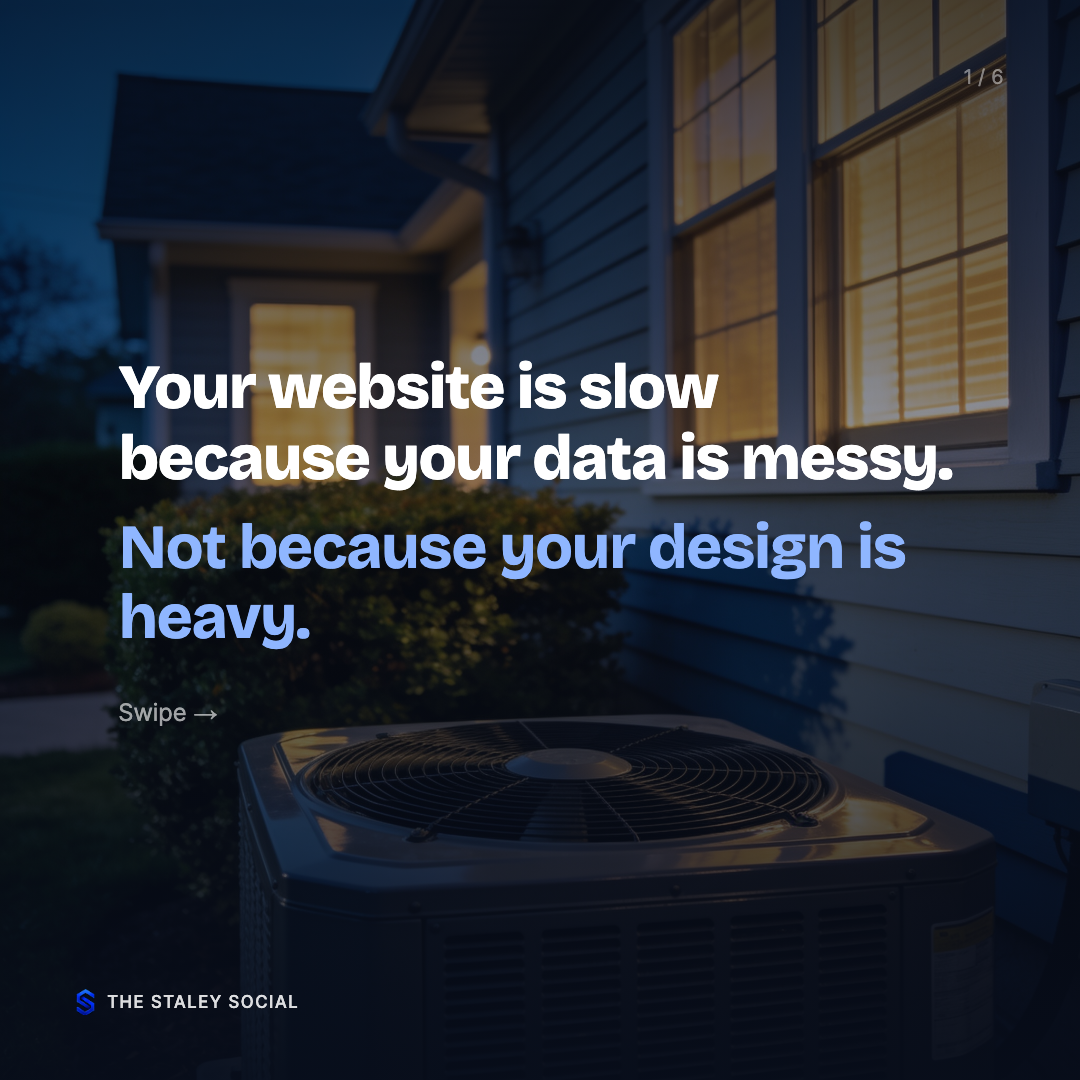 1 / 6
Your website is slow
because your data is messy.
Not because your design is
heavy.
Swipe →
THE STALEY SOCIAL